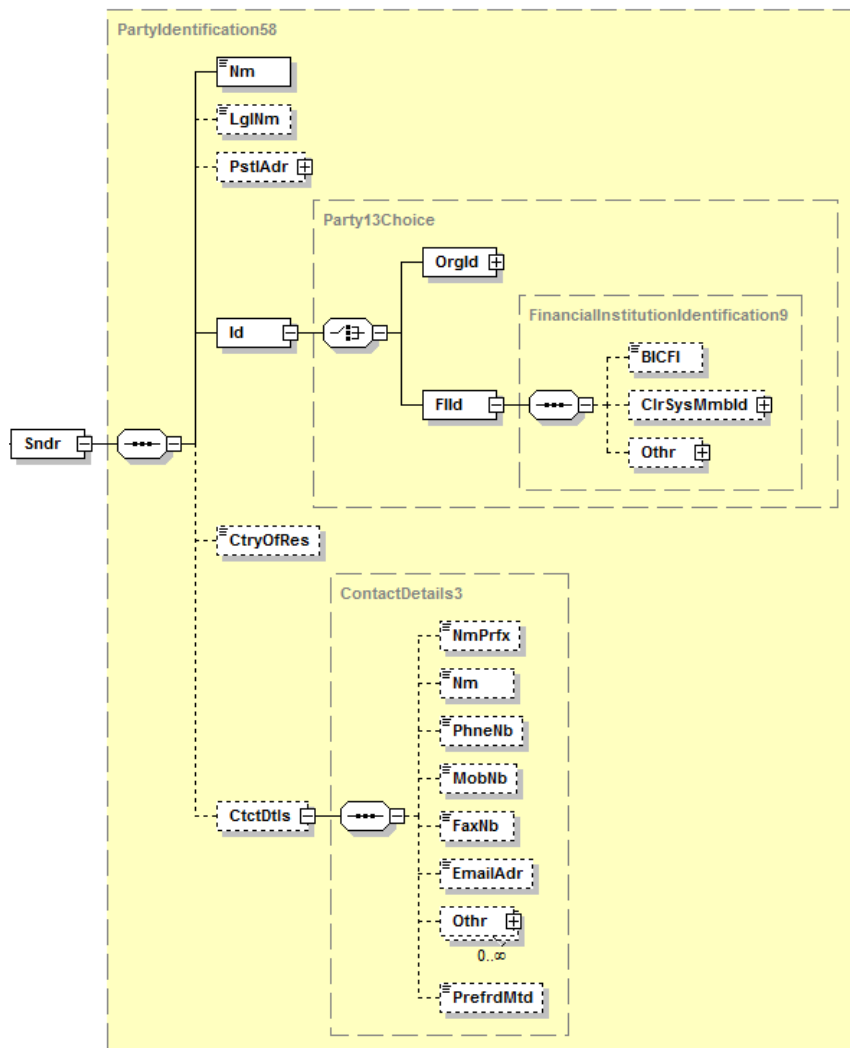 PartyIdentification58
Nm
LglNm
PstlAdr
Party13Choice
OrgId
FinancialInstitutionIdentification9
BICFI
Id
FIId
ClrSysMmbId
Othr
Sndr
CtryOfRes
ContactDetails3
NmPrfx
Nm
PhneNb
MobNb
CtctDtls
FaxNb
EmailAdr
Othr
0..∞
PrefrdMtd